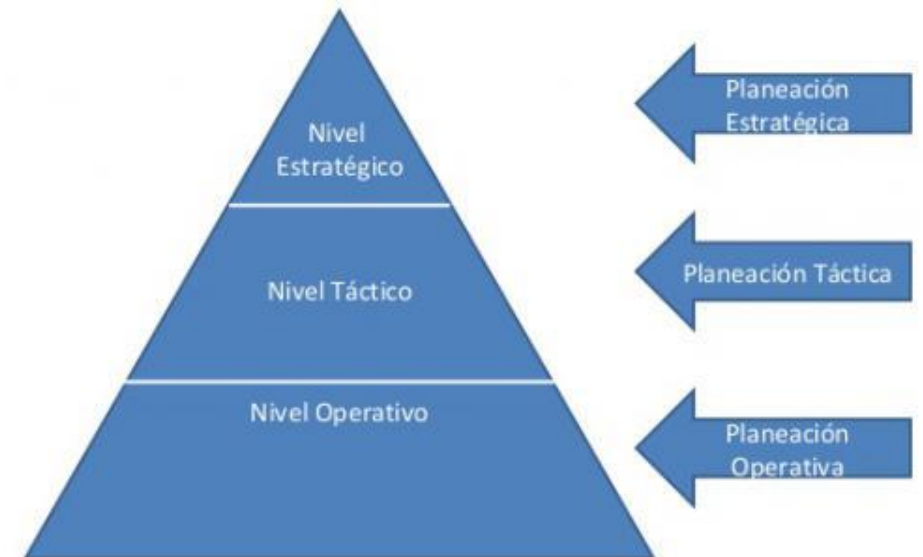 Nivel
Estratégico
Planeación
Estratégica
Nivel Táctico
Planeación Táctica
Nivel Operativo
Planeación
Operativa